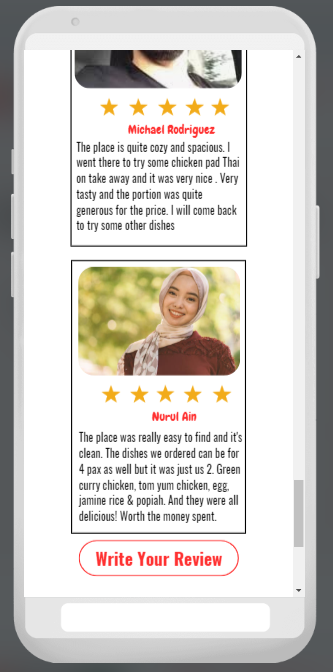 Michael Rodriguez
The place is quite cozy and spacious. I
went there to try some chicken pad Thai
on take away and it was very nice . Very
tasty and the portion was quite
generous for the price. I will come back
to try some other dishes
Nurul Ain
The place was really easy to find and it's
clean. The dishes we ordered can be for
4 pax as well but it was just us 2. Green
curry chicken, tom yum chicken, egg,
jamine rice & popiah. And they were all
delicious! Worth the money spent.
Write Your Review